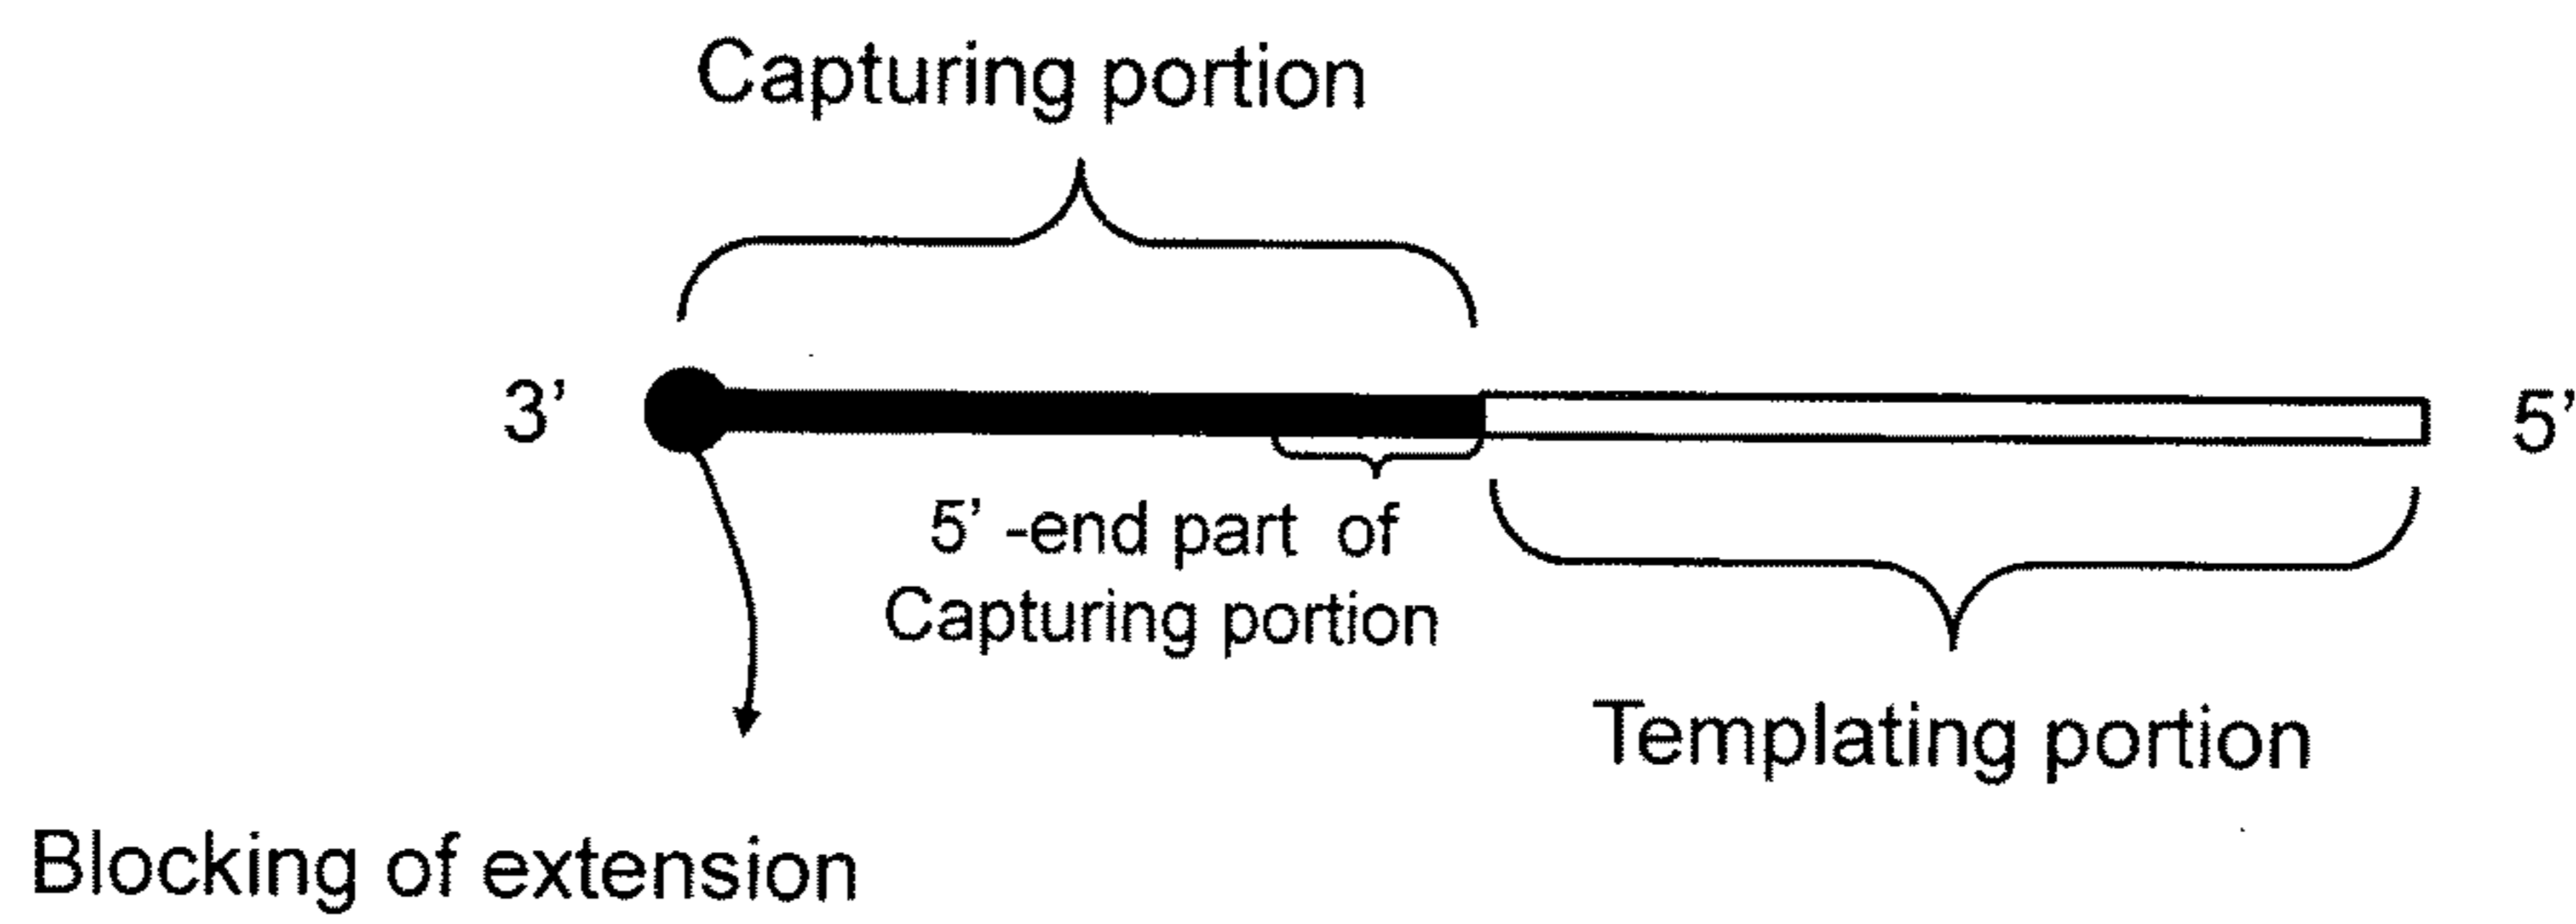 Capturing portion
3’
5’
5’ -end part of
Capturing portion
Templating portion
Blocking of extension